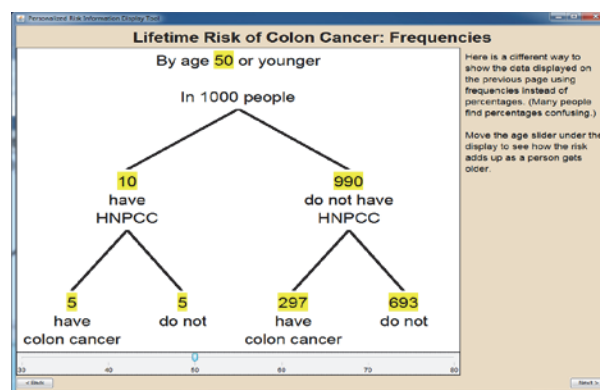 Personalized Risk Information Display Tool
Lifetime Risk of Colon Cancer: Frequencies
By age 50 or younger
In 1000 people
10
have
HNPCC
990
do not have
HNPCC
5
have
colon cancer
5
do not
297
have
colon cancer
693
do not
30 40 50 60 70 80
Here is a different way to
show the data displayed on
the previous page using
frequencies instead of
percentages. (Many people
find percentages confusing.)
Move the age slider under the
display to see how the risk
adds up as a person gets
older.
< Back
Next >